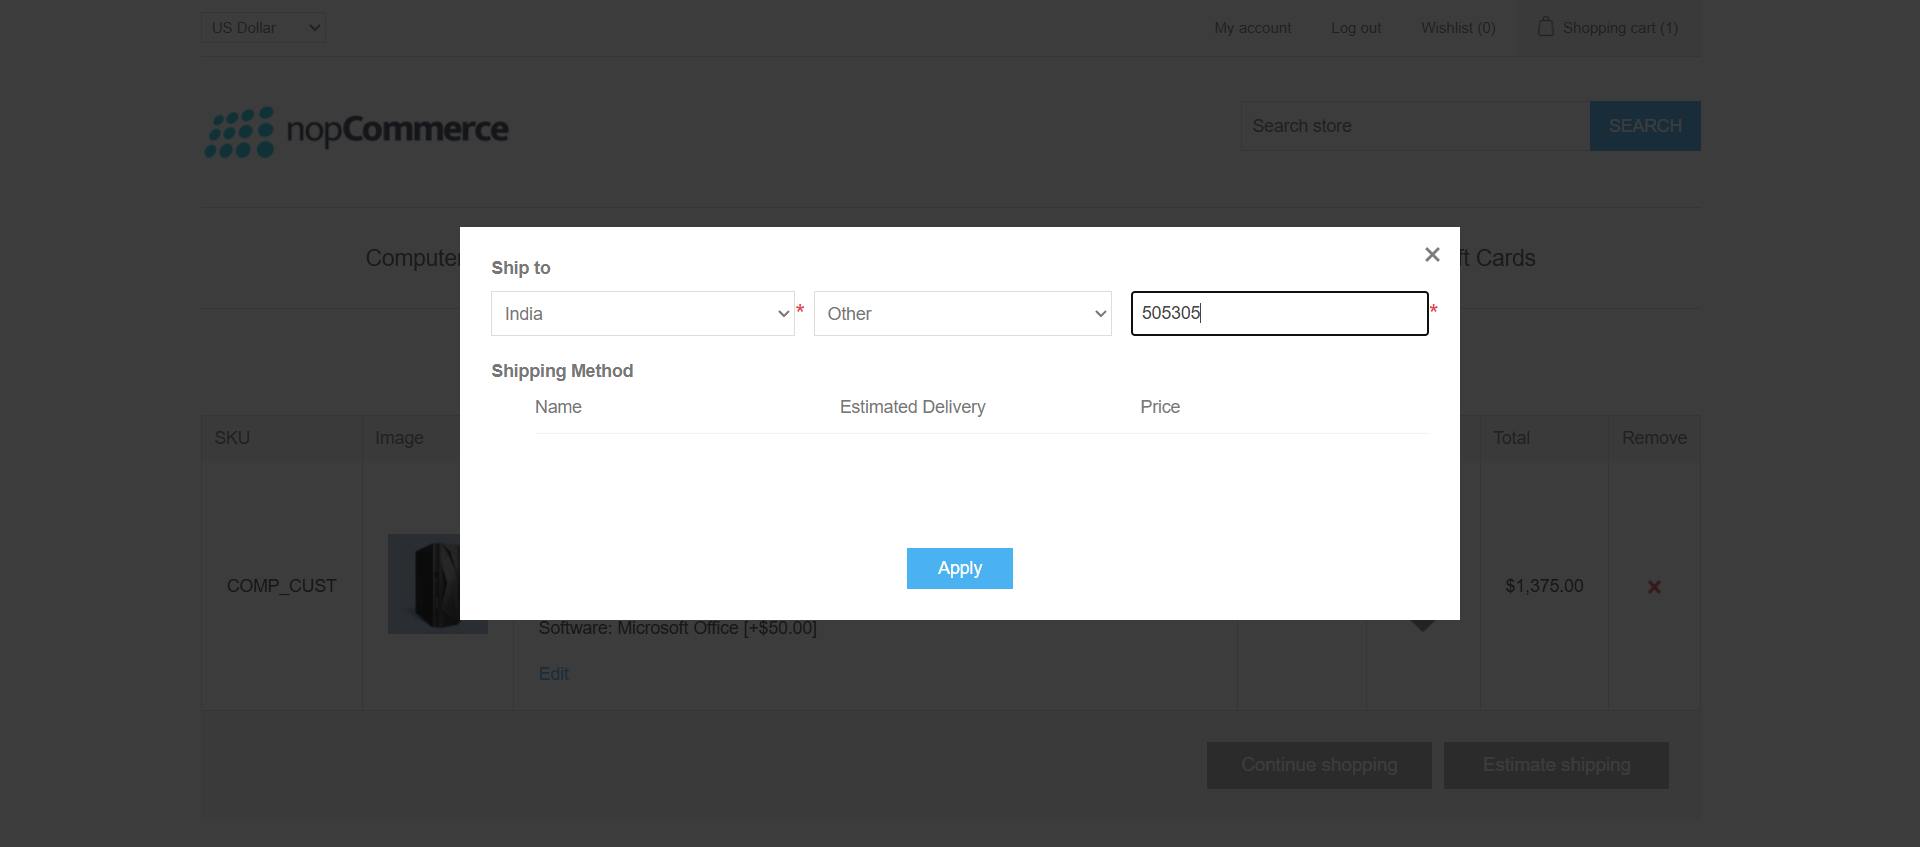 US Dollar
My account
Log out
Wishlist (0)
Shopping cart (1)
nopCommerce
Search store
SEARCH
Computer
ft Cards
Ship to
India
*
Other
505305
*
Shipping Method
Name
Estimated Delivery
Price
Apply
SKU
Image
Total
Remove
COMP_CUST
$1,375.00
Software: Microsoft Office [+$50.00]
Edit
Continue shopping
Estimate shipping